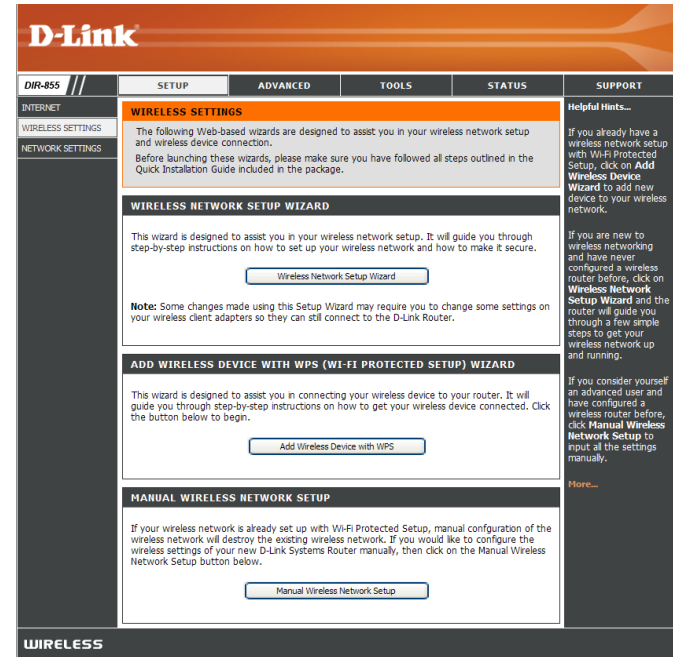 D-Link
DIR-855 // SETUP ADVANCED TOOLS STATUS SUPPORT
INTERNET
WIRELESS SETTINGS
NETWORK SETTINGS
WIRELESS SETTINGS
The following Web-based wizards are designed to assist you in your wireless network setup
and wireless device connection.
Before launching these wizards, please make sure you have followed all steps outlined in the
Quick Installation Guide included in the package.
WIRELESS NETWORK SETUP WIZARD
This wizard is designed to assist you in your wireless network setup. It will guide you through
step-by-step instructions on how to set up your wireless network and how to make it secure.
Wireless Network Setup Wizard
Note: Some changes made using this Setup Wizard may require you to change some settings on
your wireless client adapters so they can still connect to the D-Link Router.
ADD WIRELESS DEVICE WITH WPS (WI-FI PROTECTED SETUP) WIZARD
This wizard is designed to assist you in connecting your wireless device to your router. It will
guide you through step-by-step instructions on how to get your wireless device connected. Click
the button below to begin.
Add Wireless Device with WPS
MANUAL WIRELESS NETWORK SETUP
If your wireless network is already set up with Wi-Fi Protected Setup, manual confguration of the
wireless network will destroy the existing wireless network. If you would like to configure the
wireless settings of your new D-Link Systems Router manually, then click on the Manual Wireless
Network Setup button below.
Manual Wireless Network Setup
Helpful Hints...
If you already have a
wireless network setup
with Wi-Fi Protected
Setup, click on Add
Wireless Device
Wizard to add new
device to your wireless
network.
If you are new to
wireless networking
and have never
configured a wireless
router before, click on
Wireless Network
Setup Wizard and the
router will guide you
through a few simple
steps to get your
wireless network up
and running.
If you consider yourself
an advanced user and
have configured a
wireless router before,
click Manual Wireless
Network Setup to
input all the settings
manually.
More...
WIRELESS